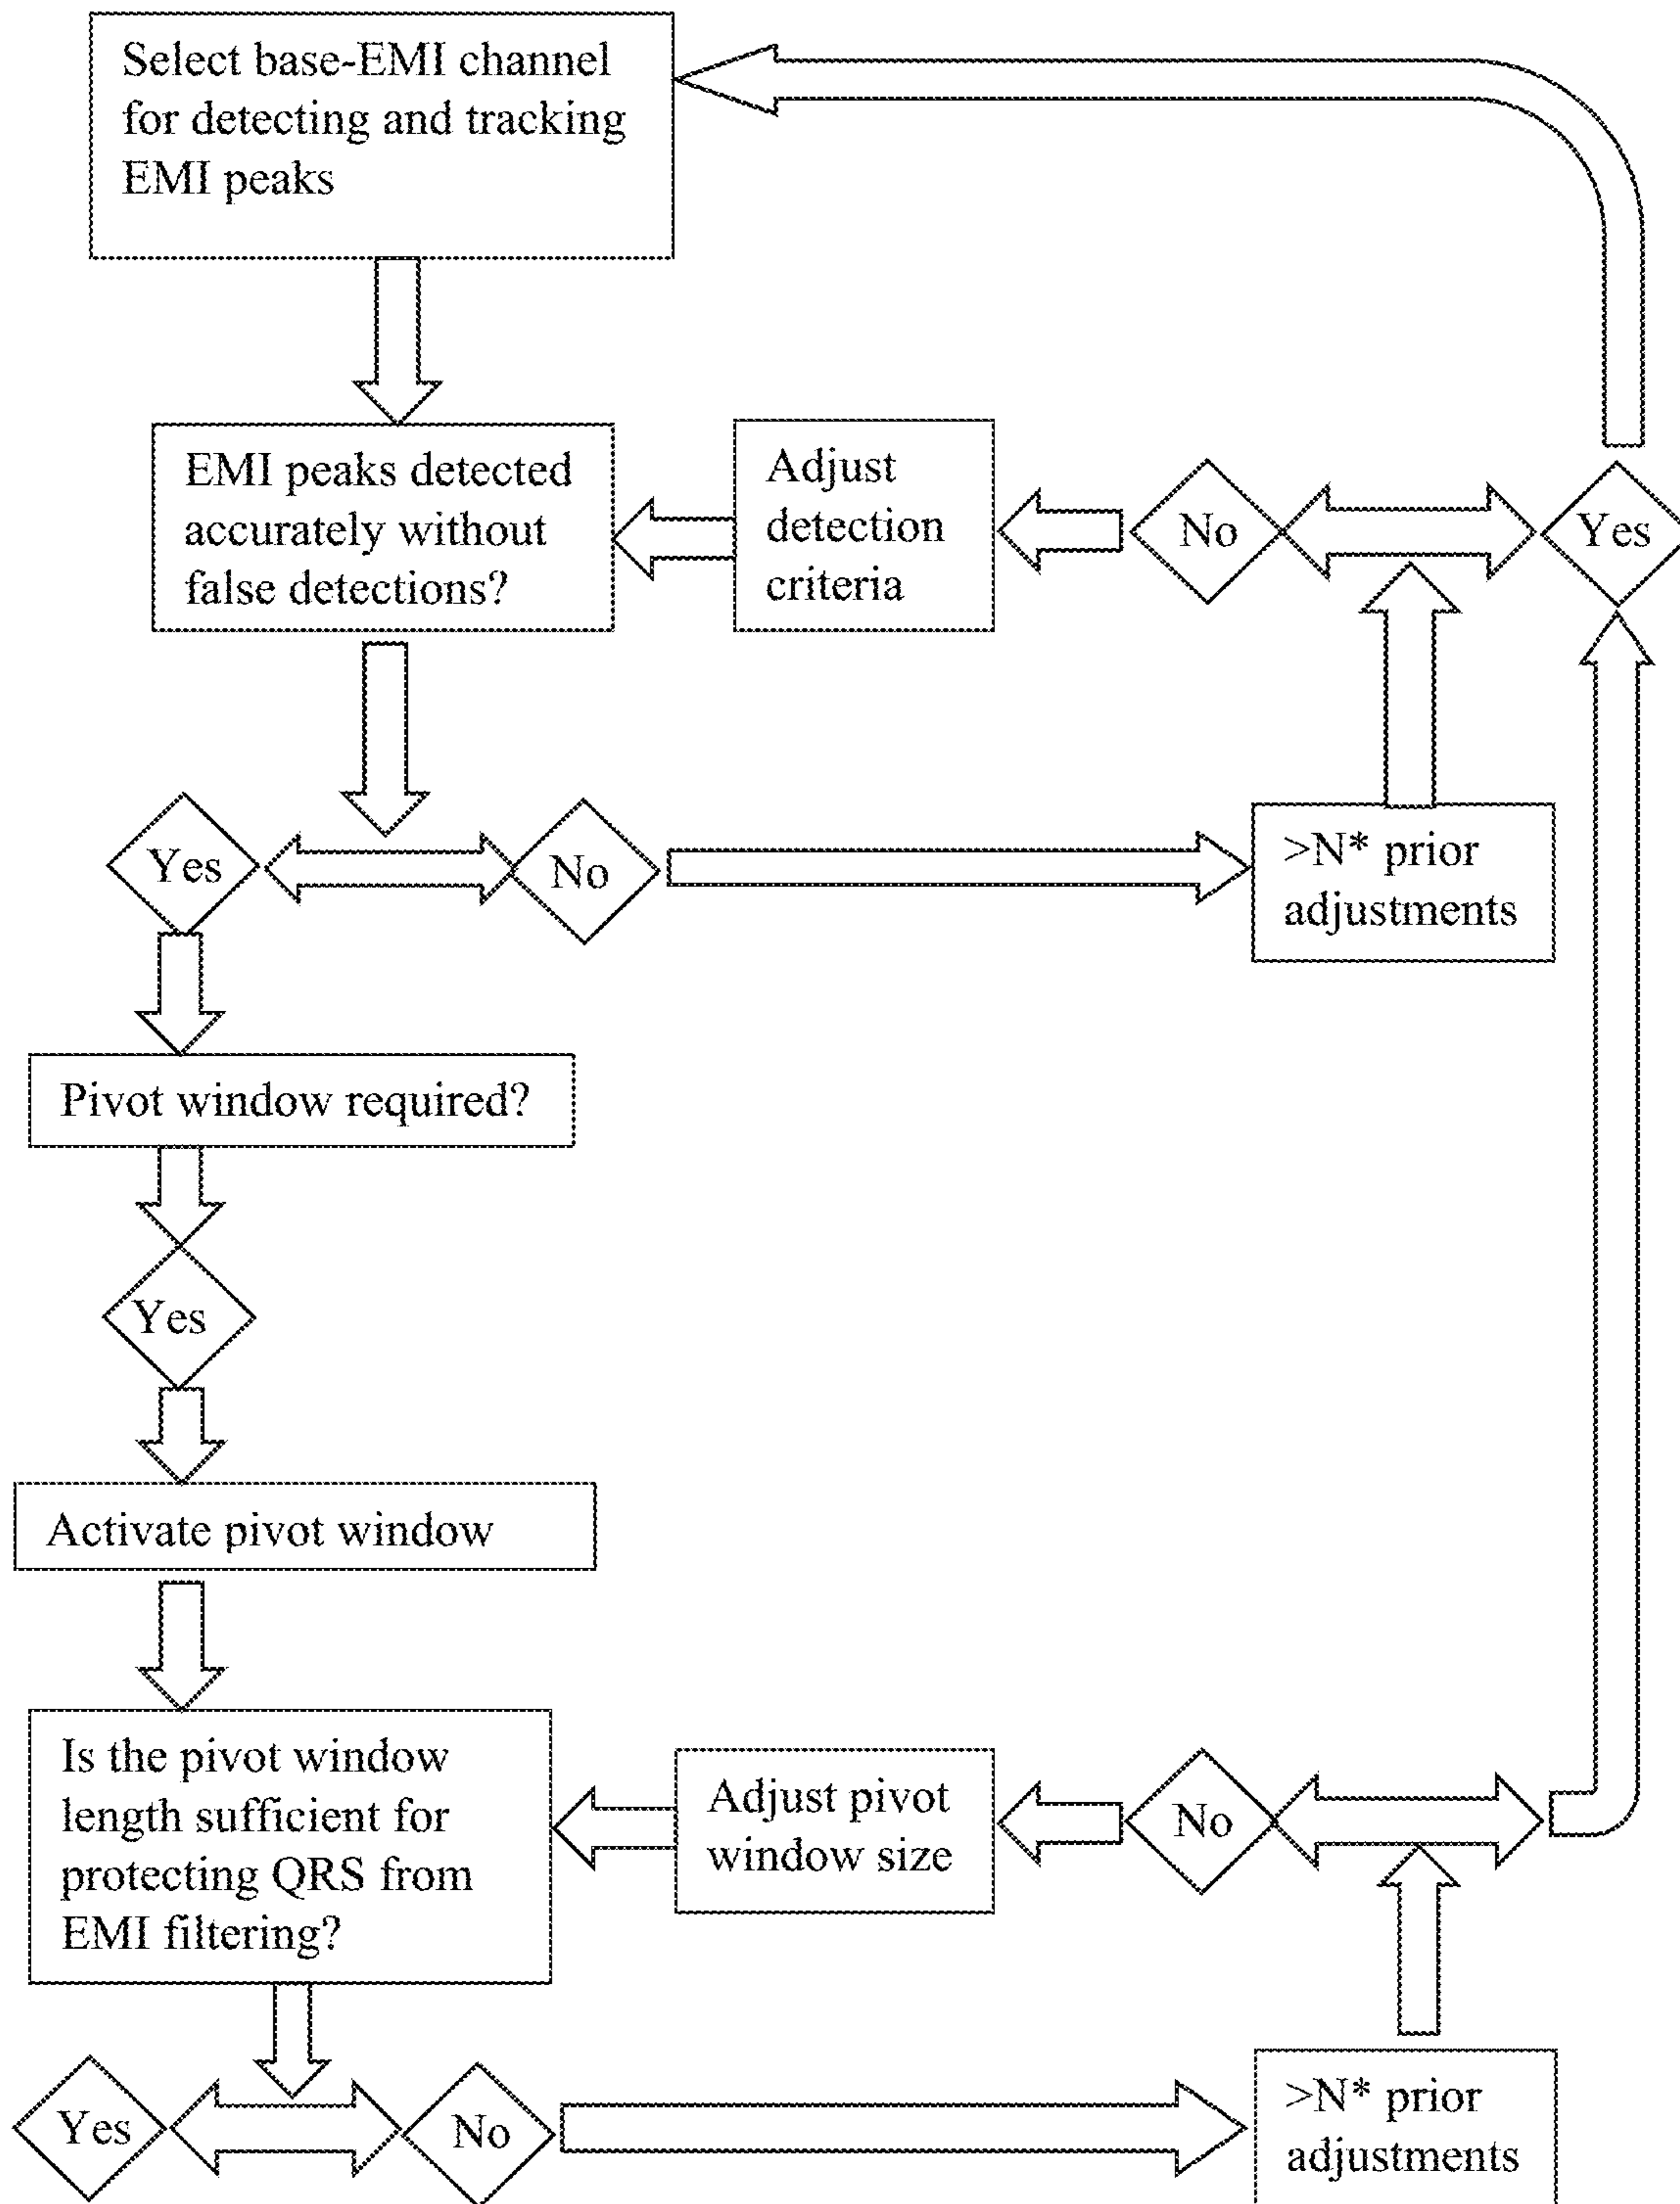 Select base-EMI channel
for detecting and tracking
EMI peaks
EMI peaks detected
accurately without
false detections?
Adjust
detection
criteria
No
Yes
Yes
No
>N* prior
adjustments
Pivot window required?
Yes
Activate pivot window
Is the pivot window
length sufficient for
protecting QRS from
EMI filtering?
Adjust pivot
window size
No
Yes
No
>N* prior
adjustments